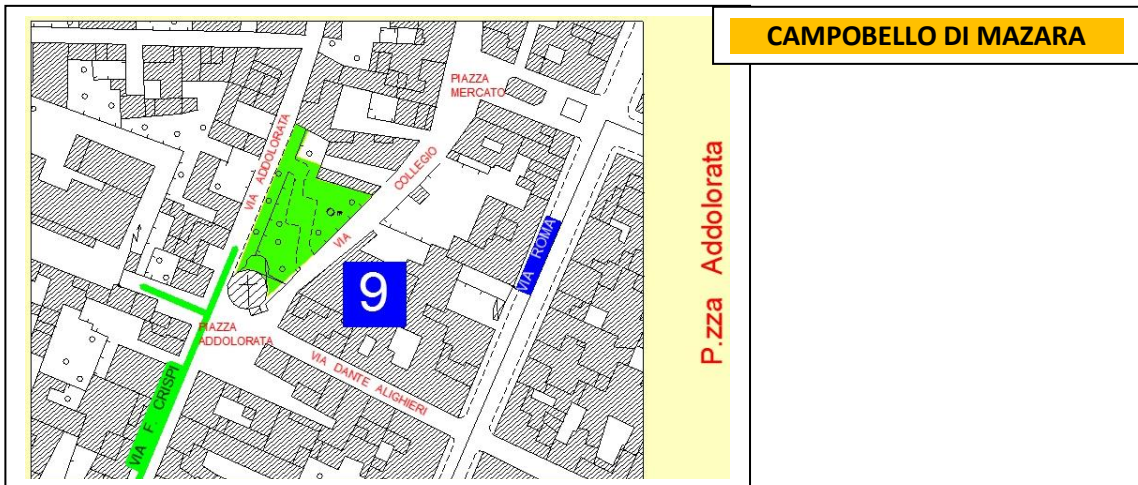 CAMPOBELLO DI MAZARA
PIAZZA
MERCATO
VIA ADDOLORATA
COLLEGIO
VIA
P.zza Addolorata
VIA ROMA
9
PIAZZA
ADDOLORATA
VIA DANTE ALIGHIERI
VIA F. CRISPI